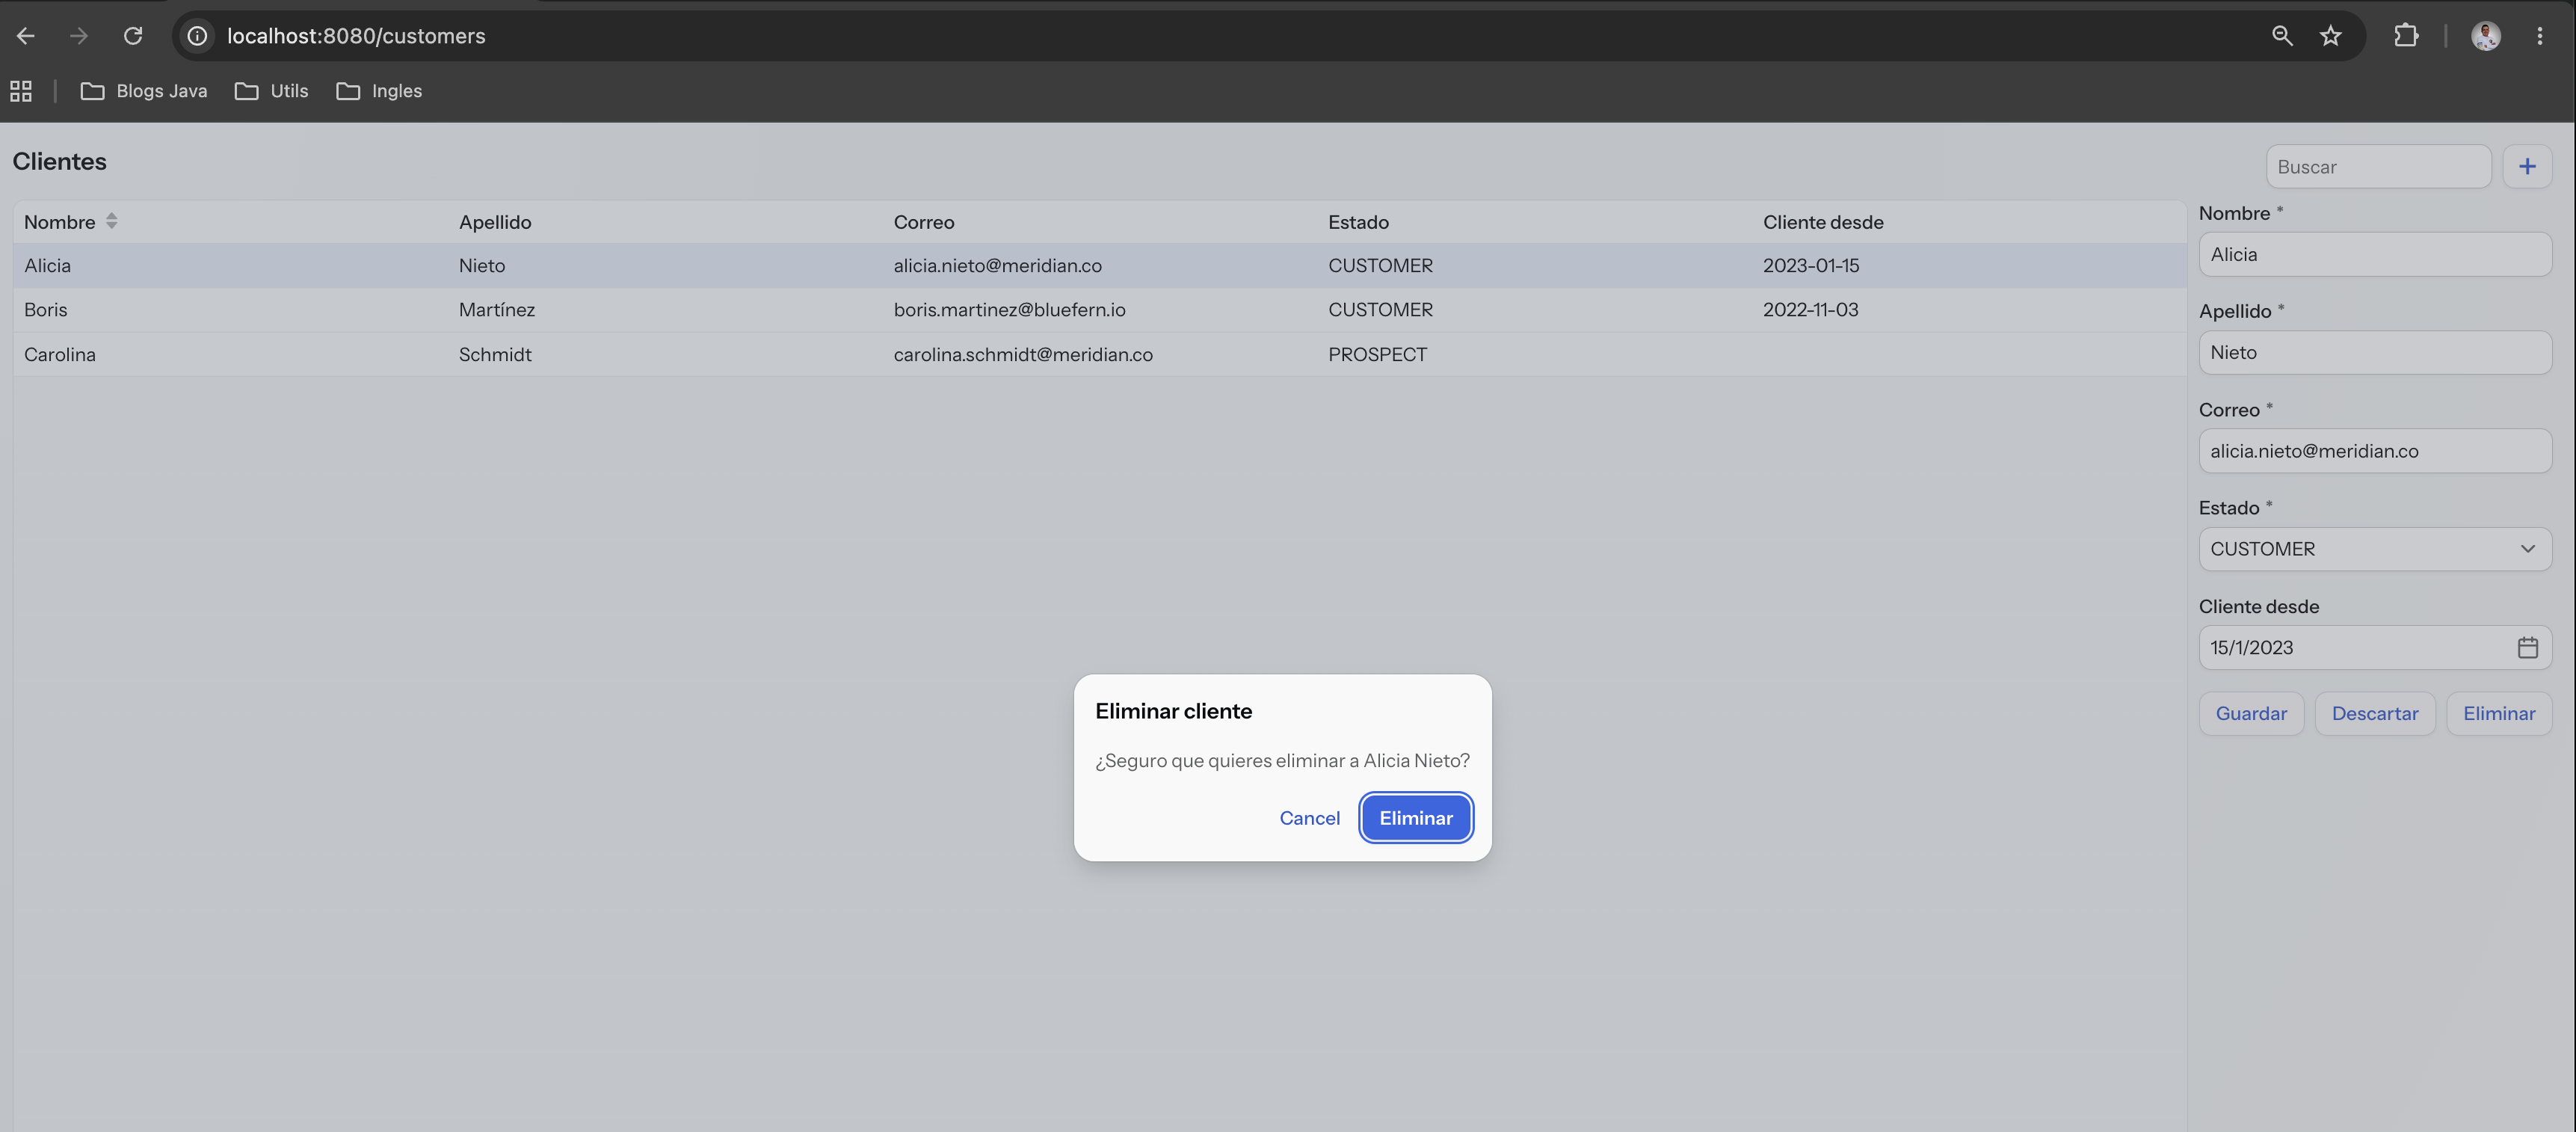 localhost:8080/customers
Blogs Java Utils Ingles
Clientes
Buscar
Nombre Apellido Correo Estado Cliente desde
Alicia Nieto alicia.nieto@meridian.co CUSTOMER 2023-01-15
Boris Martínez boris.martinez@bluefern.io CUSTOMER 2022-11-03
Carolina Schmidt carolina.schmidt@meridian.co PROSPECT
Nombre *
Alicia
Apellido *
Nieto
Correo *
alicia.nieto@meridian.co
Estado *
CUSTOMER
Cliente desde
15/1/2023
Guardar Descartar Eliminar
Eliminar cliente
¿Seguro que quieres eliminar a Alicia Nieto?
Cancel Eliminar